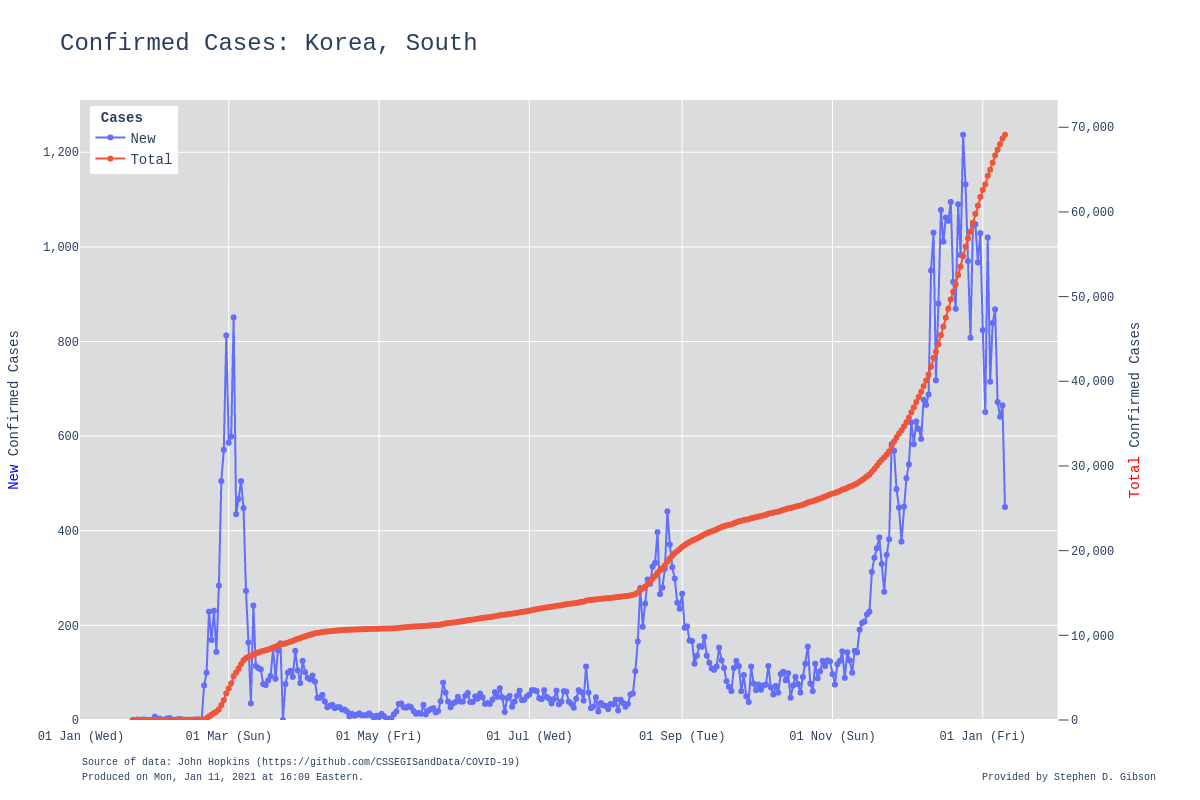 Confirmed Cases: Korea, South
Cases
New
Total
1,200
1,000
800
600
400
200
0
70,000
60,000
50,000
40,000
30,000
20,000
10,000
0
New Confirmed Cases
Total Confirmed Cases
01 Jan (Wed)
01 Mar (Sun)
01 May (Fri)
01 Jul (Wed)
01 Sep (Tue)
01 Nov (Sun)
01 Jan (Fri)
Source of data: John Hopkins (https://github.com/CSSEGISandData/COVID-19)
Produced on Mon, Jan 11, 2021 at 16:09 Eastern.
Provided by Stephen D. Gibson